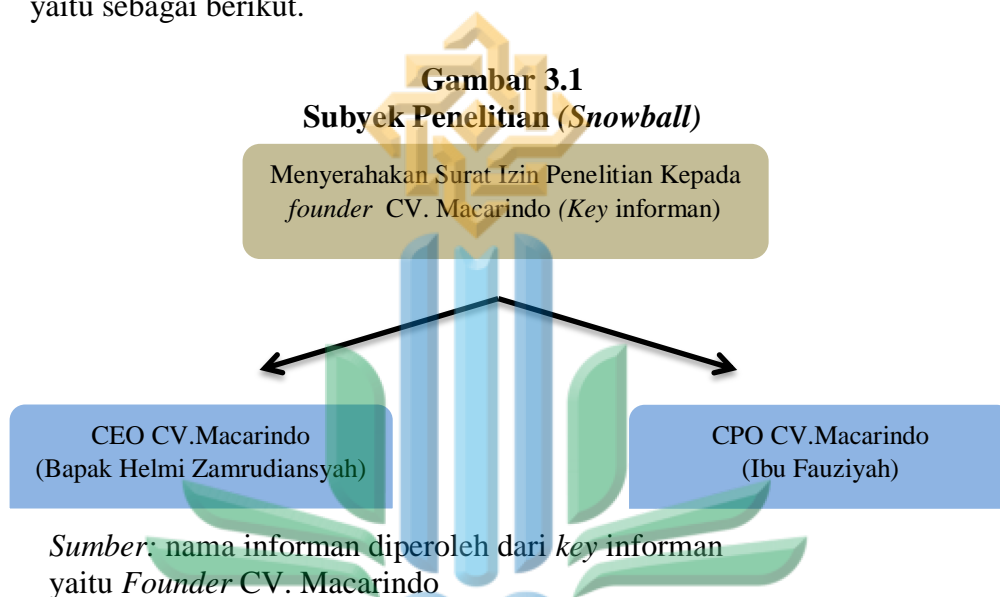 yaitu sebagai berikut.
Gambar 3.1
Subyek Penelitian (Snowball)
Menyerahakan Surat Izin Penelitian Kepada
founder CV. Macarindo (Key informan)
CEO CV.Macarindo
(Bapak Helmi Zamrudiansyah)
CPO CV.Macarindo
(Ibu Fauziyah)
Sumber: nama informan diperoleh dari key informan
yaitu Founder CV. Macarindo